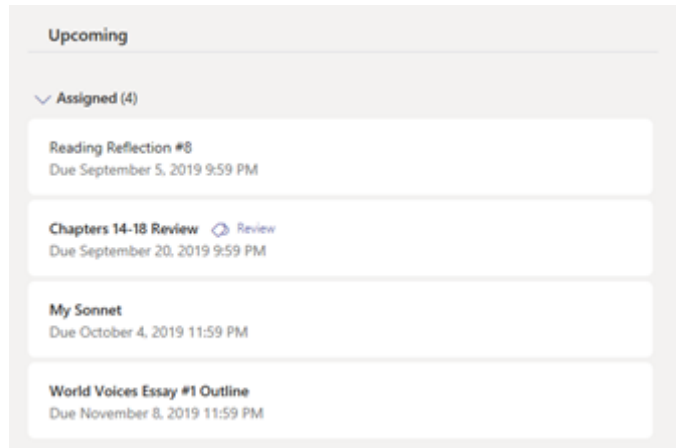 Upcoming
Assigned (4)
Reading Reflection #8
Due September 5, 2019 9:59 PM
Chapters 14-18 Review Review
Due September 20, 2019 9:59 PM
My Sonnet
Due October 4, 2019 11:59 PM
World Voices Essay #1 Outline
Due November 8, 2019 11:59 PM